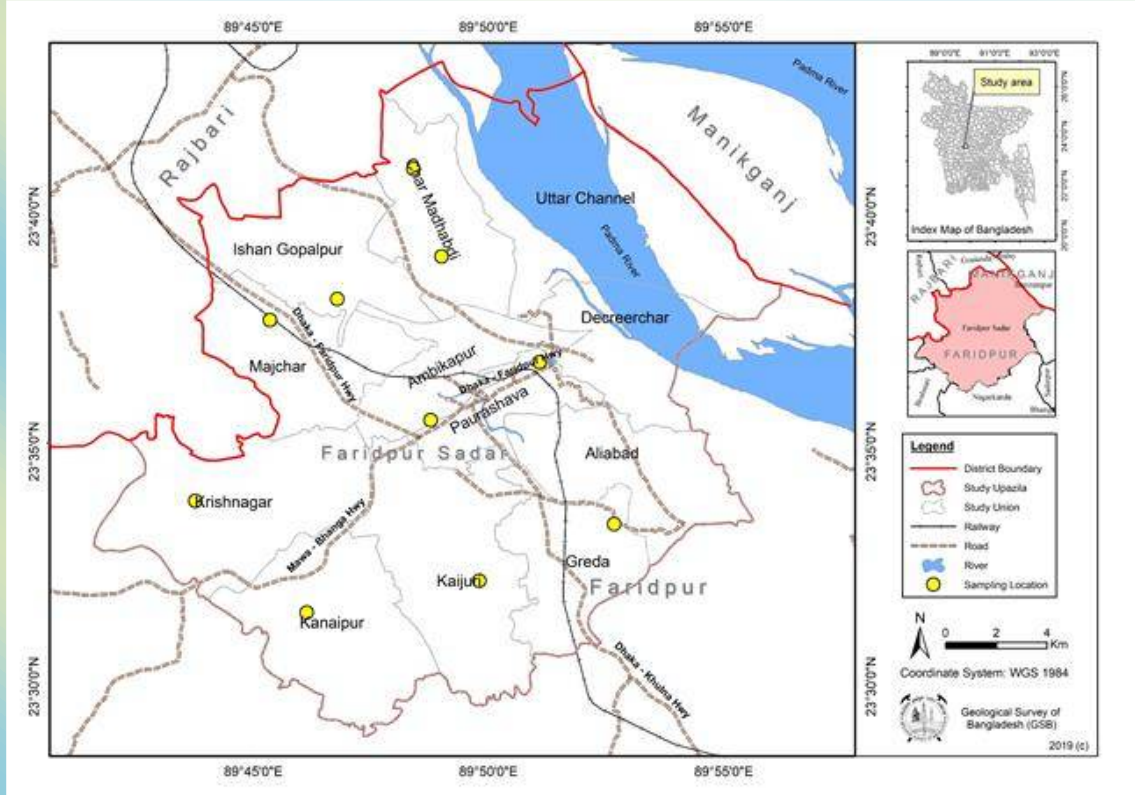 89°45'0"E
89°50'0"E
89°55'0"E
23°40'0"N
23°35'0"N
23°30'0"N
Rajbari
Manikganj
Padma River
Uttar Channel
Padma River
Char Madhabdi
Ishan Gopalpur
Decreerchar
Dhaka - Faridpur Hwy
Majchar
Ambikapur
Dhaka - Faridpur Hwy
Paurashava
Faridpur Sadar
Aliabad
Krishnagar
Mawa - Bhanga Hwy
Greda
Kaijuri
Faridpur
Kanaipur
Dhaka - Khulna Hwy
23°40'0"N
23°35'0"N
23°30'0"N
89°45'0"E
89°50'0"E
89°55'0"E
Study area
Index Map of Bangladesh
RAJBARI
MANIKGANJ
Faridpur Sadar
FARIDPUR
Nagarkanda
Legend
District Boundary
Study Upazila
Study Union
Railway
Road
River
Sampling Location
N
0 2 4
Km
Coordinate System: WGS 1984
Geological Survey of
Bangladesh (GSB)
2019 (c)